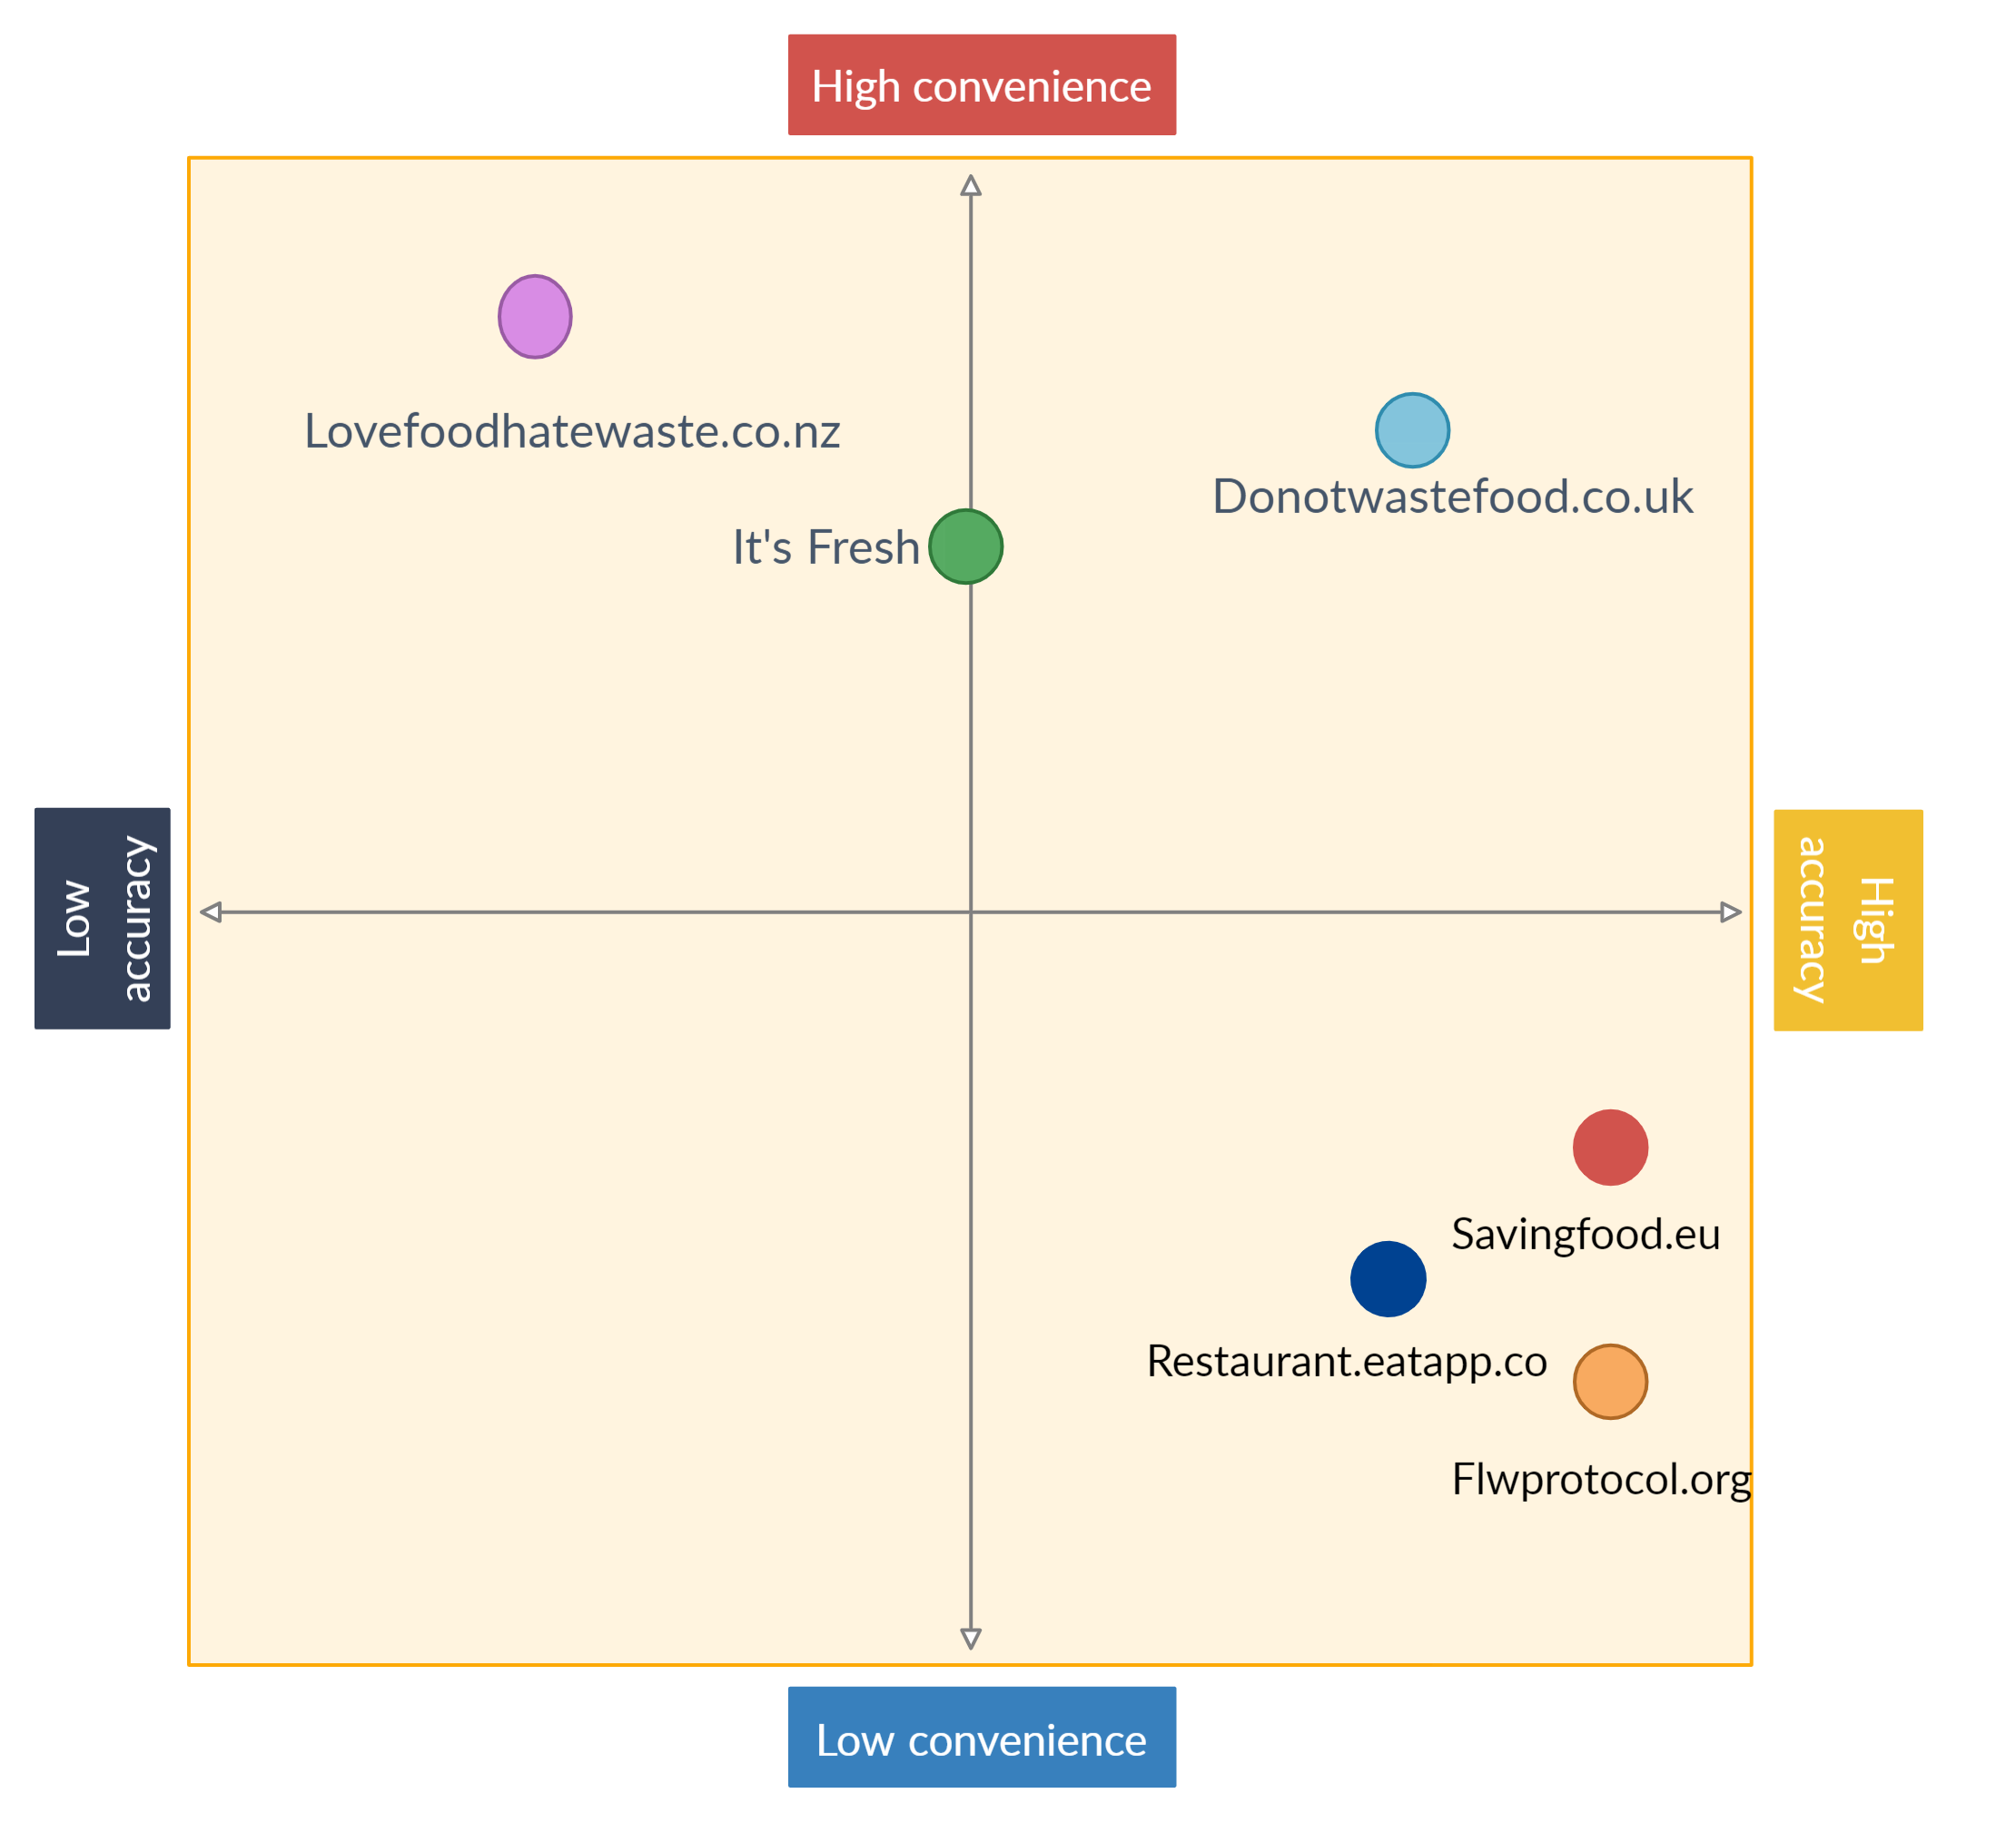 High convenience
Lovefoodhatewaste.co.nz
Donotwastefood.co.uk
It's Fresh
Low
accuracy
High
accuracy
Savingfood.eu
Restaurant.eatapp.co
Flwprotocol.org
Low convenience